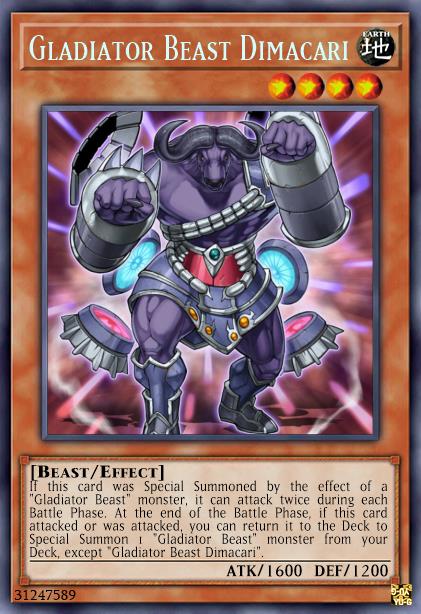 Gladiator Beast Dimacari
EARTH
地
[Beast/Effect]
If this card was Special Summoned by the effect of a
"Gladiator Beast" monster, it can attack twice during each
Battle Phase. At the end of the Battle Phase, if this card
attacked or was attacked, you can return it to the Deck to
Special Summon 1 "Gladiator Beast" monster from your
Deck, except "Gladiator Beast Dimacari".
ATK/1600 DEF/1200
31247589